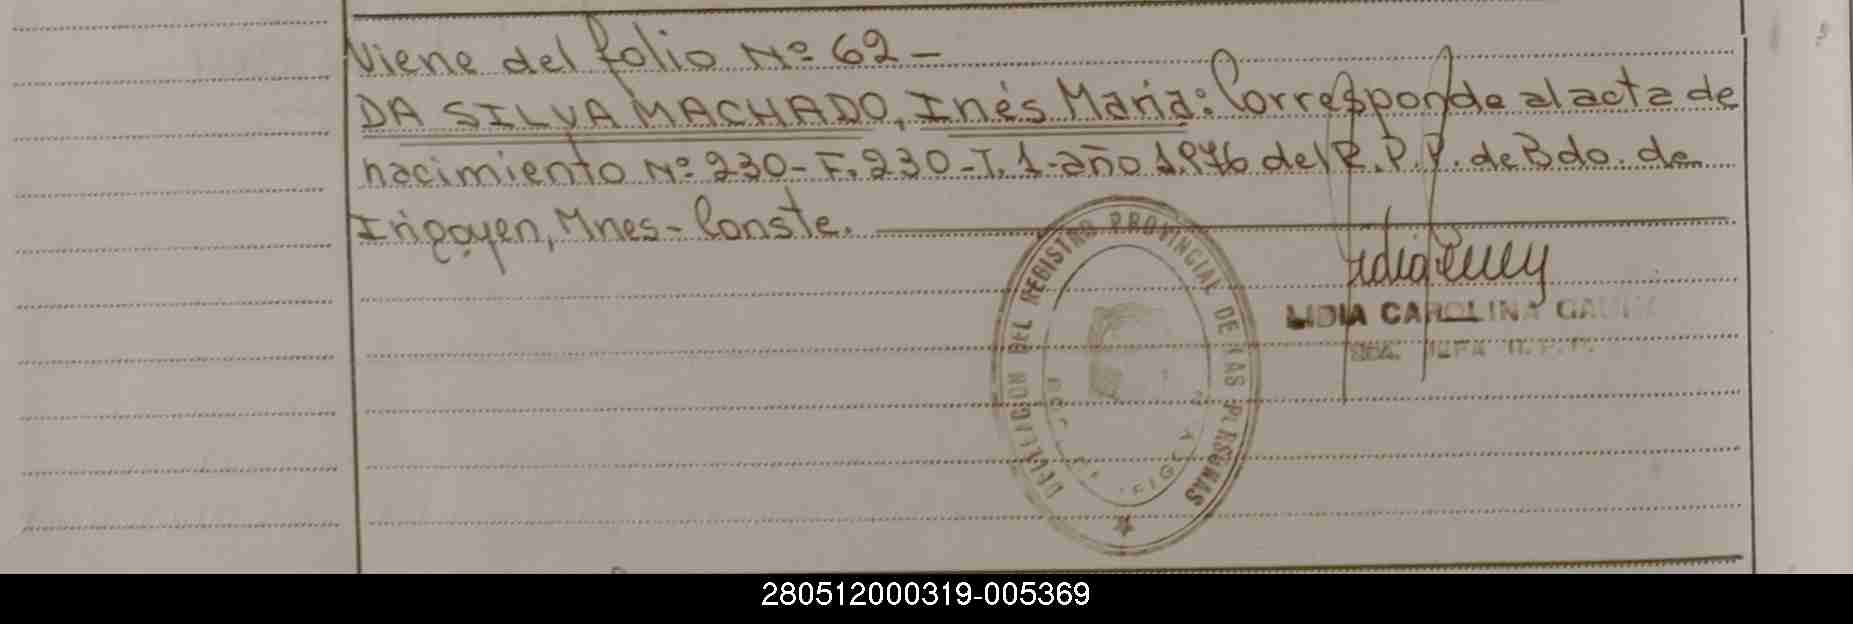 Viene del folio Nº 62 -
DA SILVA MACHADO, Inés María: Corresponde al acta de
nacimiento Nº 230 - F. 230 - T. 1 - año 1.976 del R.P.P. de Bdo. de
Irigoyen, Mnes - Conste.
DELEGACION DEL REGISTRO PROVINCIAL DE LAS PERSONAS
LIDIA CAROLINA
280512000319-005369